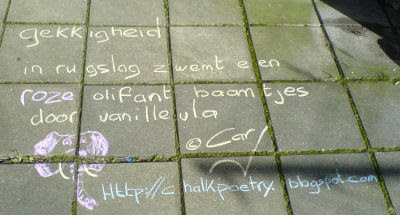 gekkigheid
in rugslag zwemt een
roze olifant baantjes
door vanillevla
© Carl
Http://chalkpoetry.blogspot.com